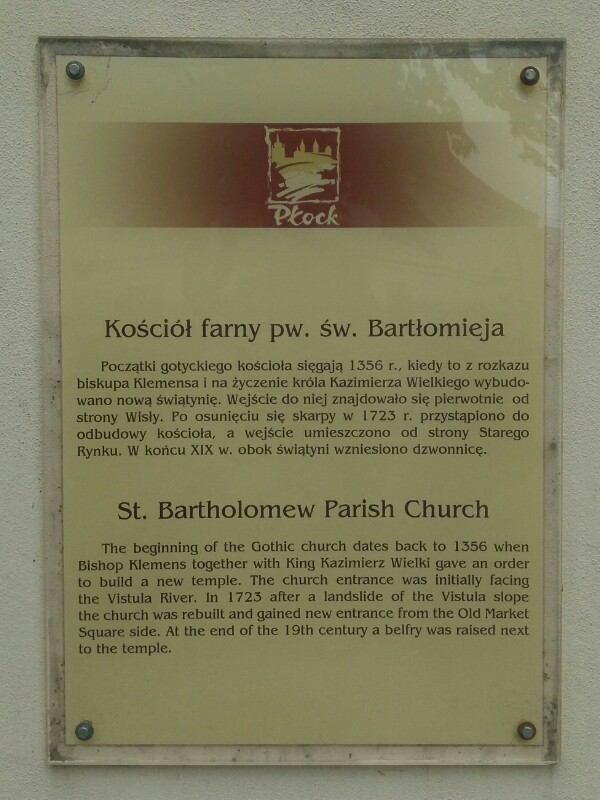 Płock
Kościół farny pw. św. Bartłomieja
Początki gotyckiego kościoła sięgają 1356 r., kiedy to z rozkazu
biskupa Klemensa i na życzenie króla Kazimierza Wielkiego wybudo-
wano nową świątynię. Wejście do niej znajdowało się pierwotnie od
strony Wisły. Po osunięciu się skarpy w 1723 r. przystąpiono do
odbudowy kościoła, a wejście umieszczono od strony Starego
Rynku. W końcu XIX w. obok świątyni wzniesiono dzwonnicę.
St. Bartholomew Parish Church
The beginning of the Gothic church dates back to 1356 when
Bishop Klemens together with King Kazimierz Wielki gave an order
to build a new temple. The church entrance was initially facing
the Vistula River. In 1723 after a landslide of the Vistula slope
the church was rebuilt and gained new entrance from the Old Market
Square side. At the end of the 19th century a belfry was raised next
to the temple.